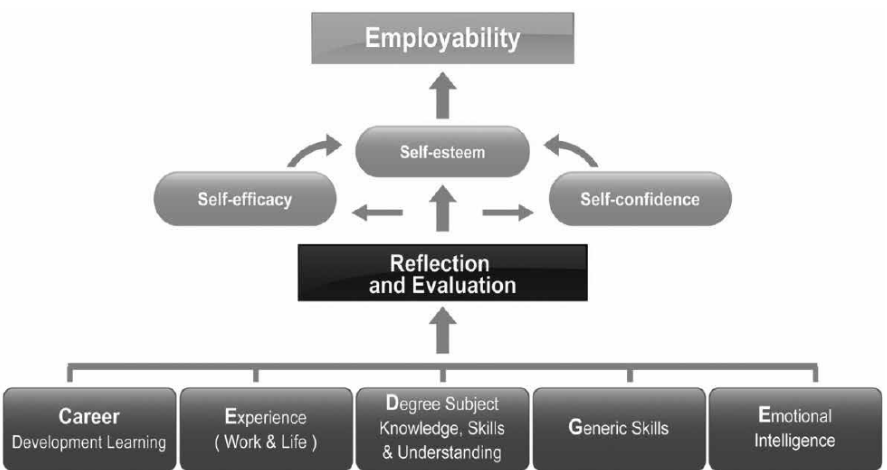 Employability
Self-esteem
Self-efficacy
Self-confidence
Reflection
and Evaluation
Career
Development Learning
Experience
( Work & Life )
Degree Subject
Knowledge, Skills
& Understanding
Generic Skills
Emotional
Intelligence